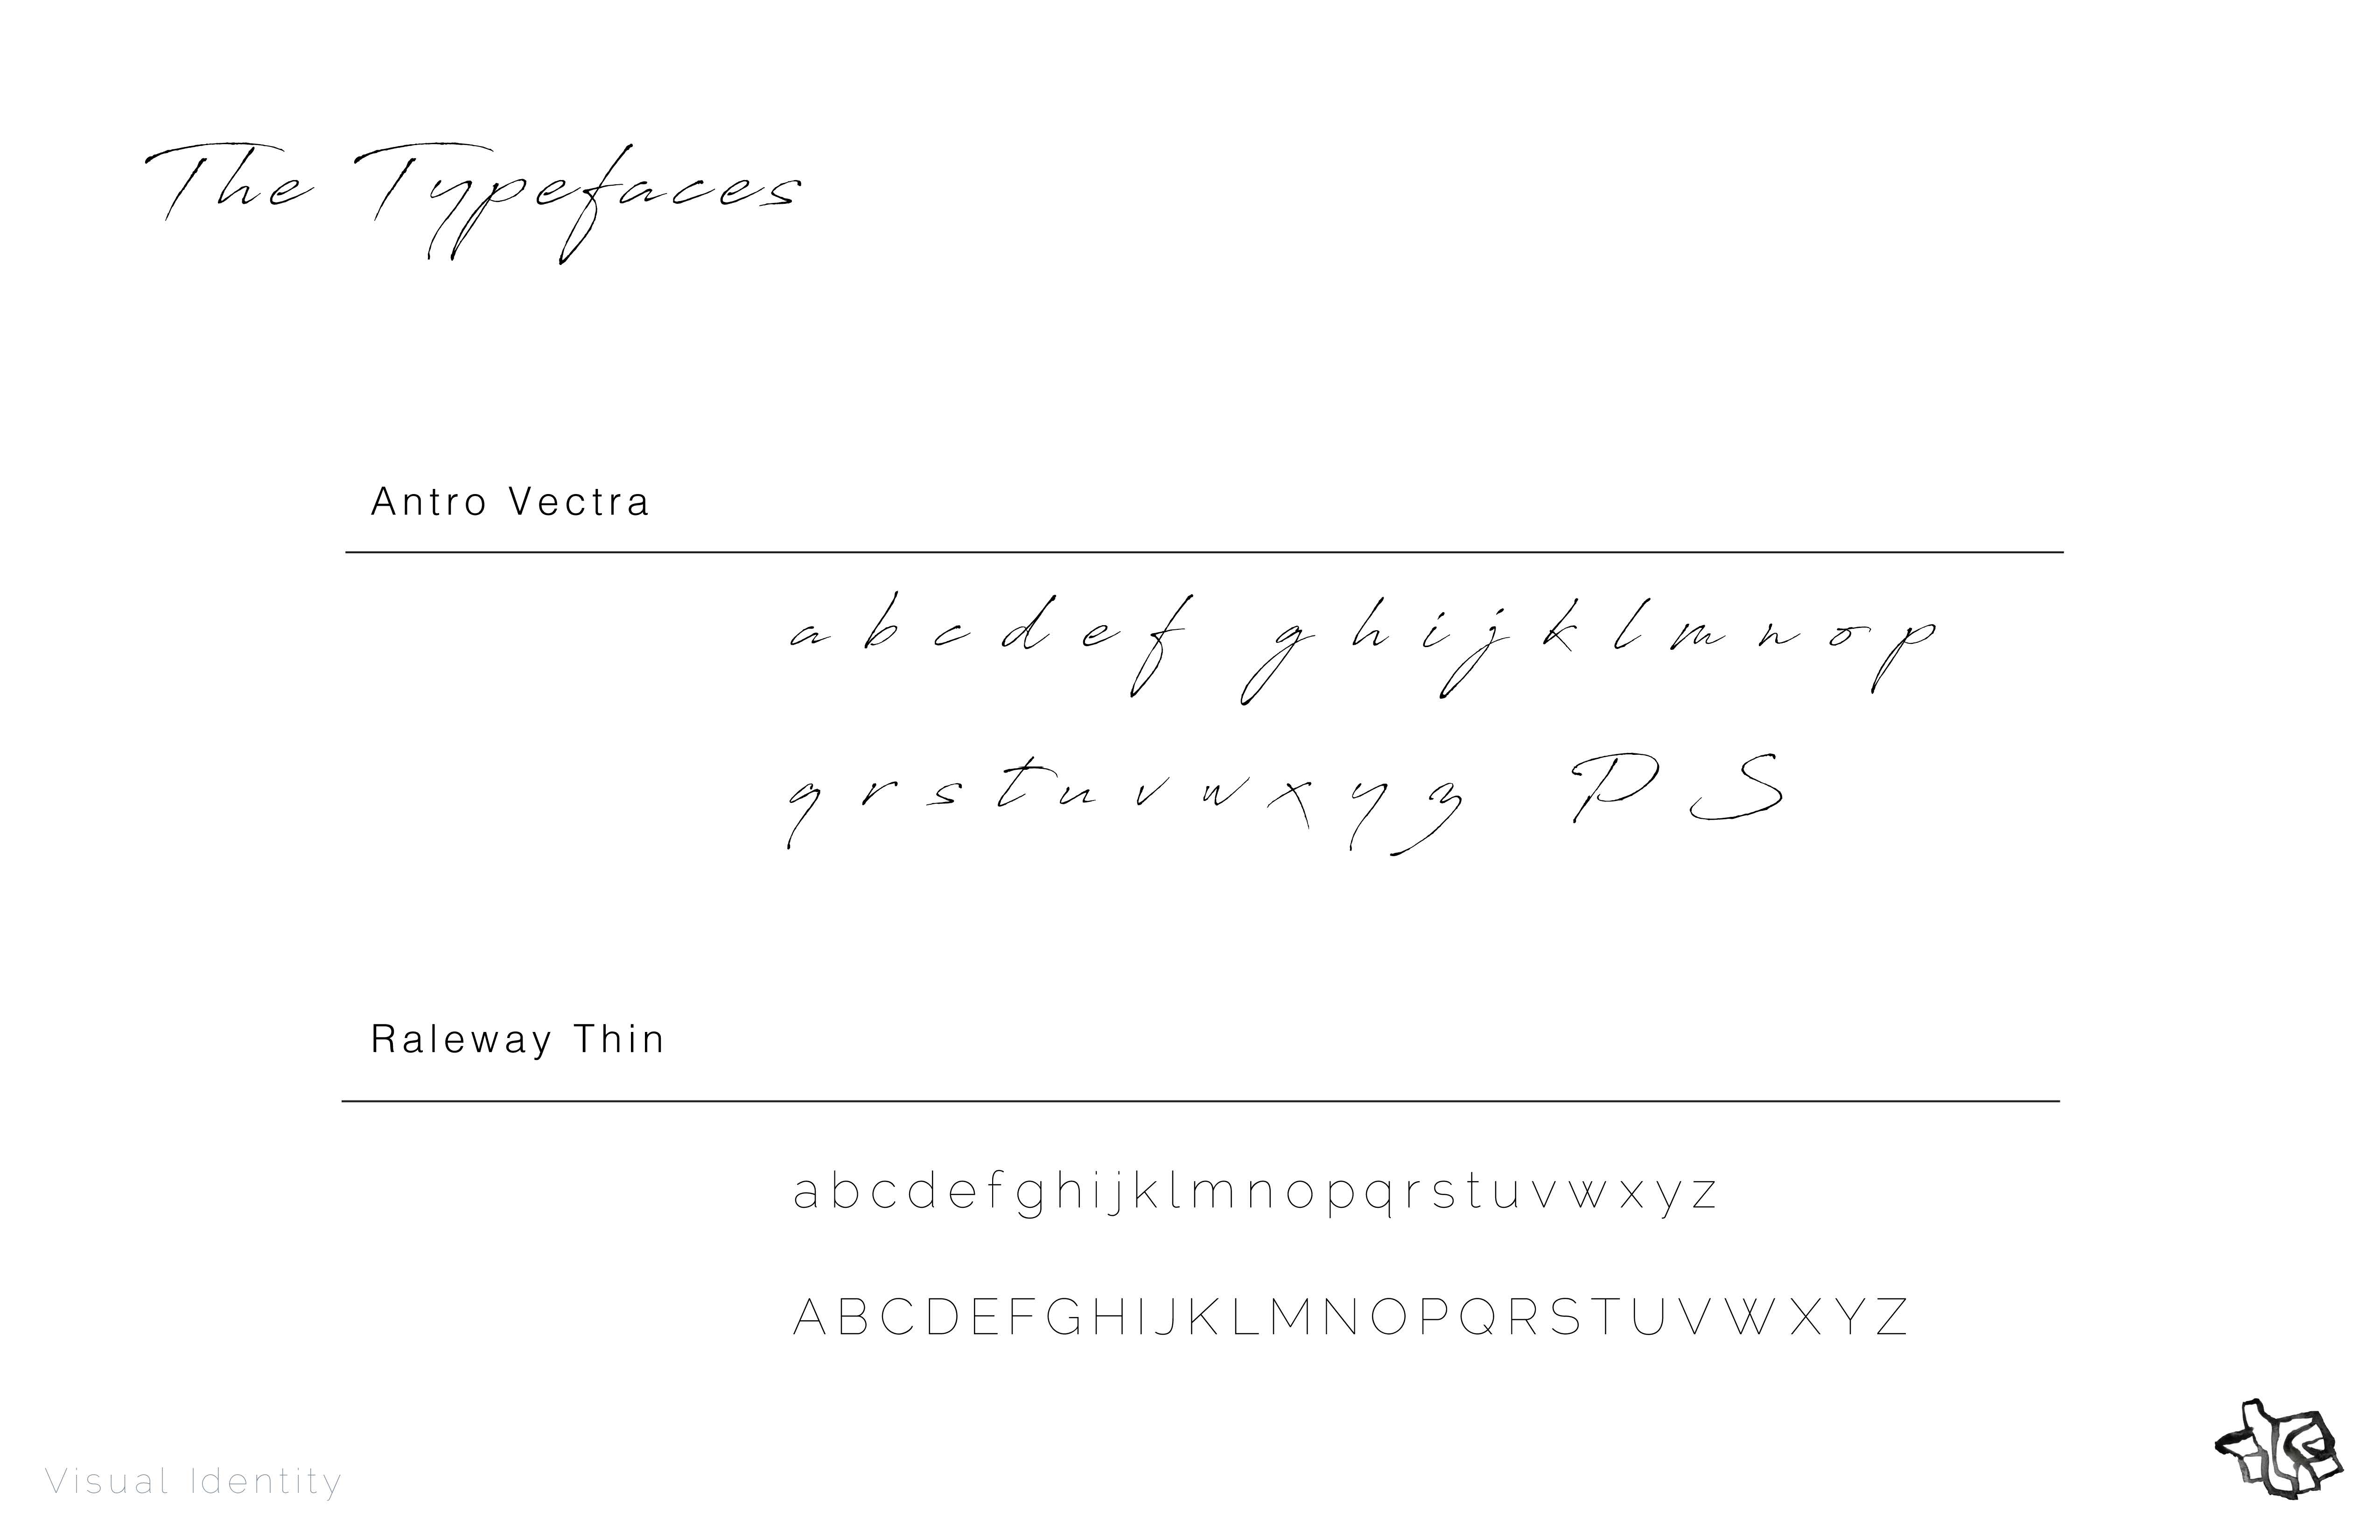 The Typefaces
Antro Vectra
a b c d e f g h i j k l m n o p
q r s t u v w x y z P S
Raleway Thin
abcdefghijklmnopqrstuvwxyz
ABCDEFGHIJKLMNOPQRSTUVWXYZ
Visual Identity